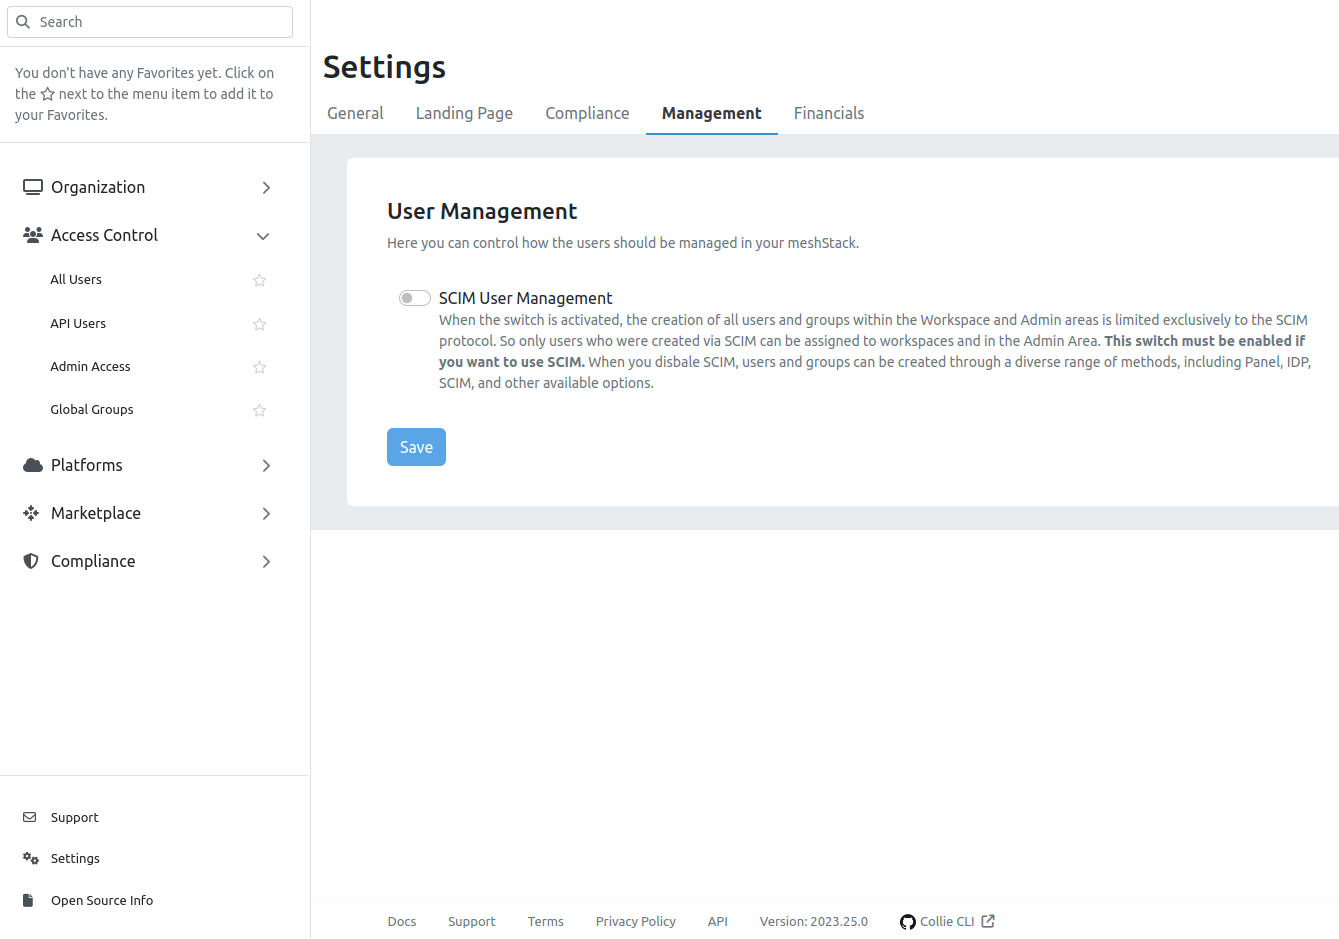 Search
You don't have any Favorites yet. Click on
the next to the menu item to add it to
your Favorites.
Organization
Access Control
All Users
API Users
Admin Access
Global Groups
Platforms
Marketplace
Compliance
Support
Settings
Open Source Info
Settings
General Landing Page Compliance Management Financials
User Management
Here you can control how the users should be managed in your meshStack.
SCIM User Management
When the switch is activated, the creation of all users and groups within the Workspace and Admin areas is limited exclusively to the SCIM
protocol. So only users who were created via SCIM can be assigned to workspaces and in the Admin Area. This switch must be enabled if
you want to use SCIM. When you disbale SCIM, users and groups can be created through a diverse range of methods, including Panel, IDP,
SCIM, and other available options.
Save
Docs Support Terms Privacy Policy API Version: 2023.25.0 Collie CLI